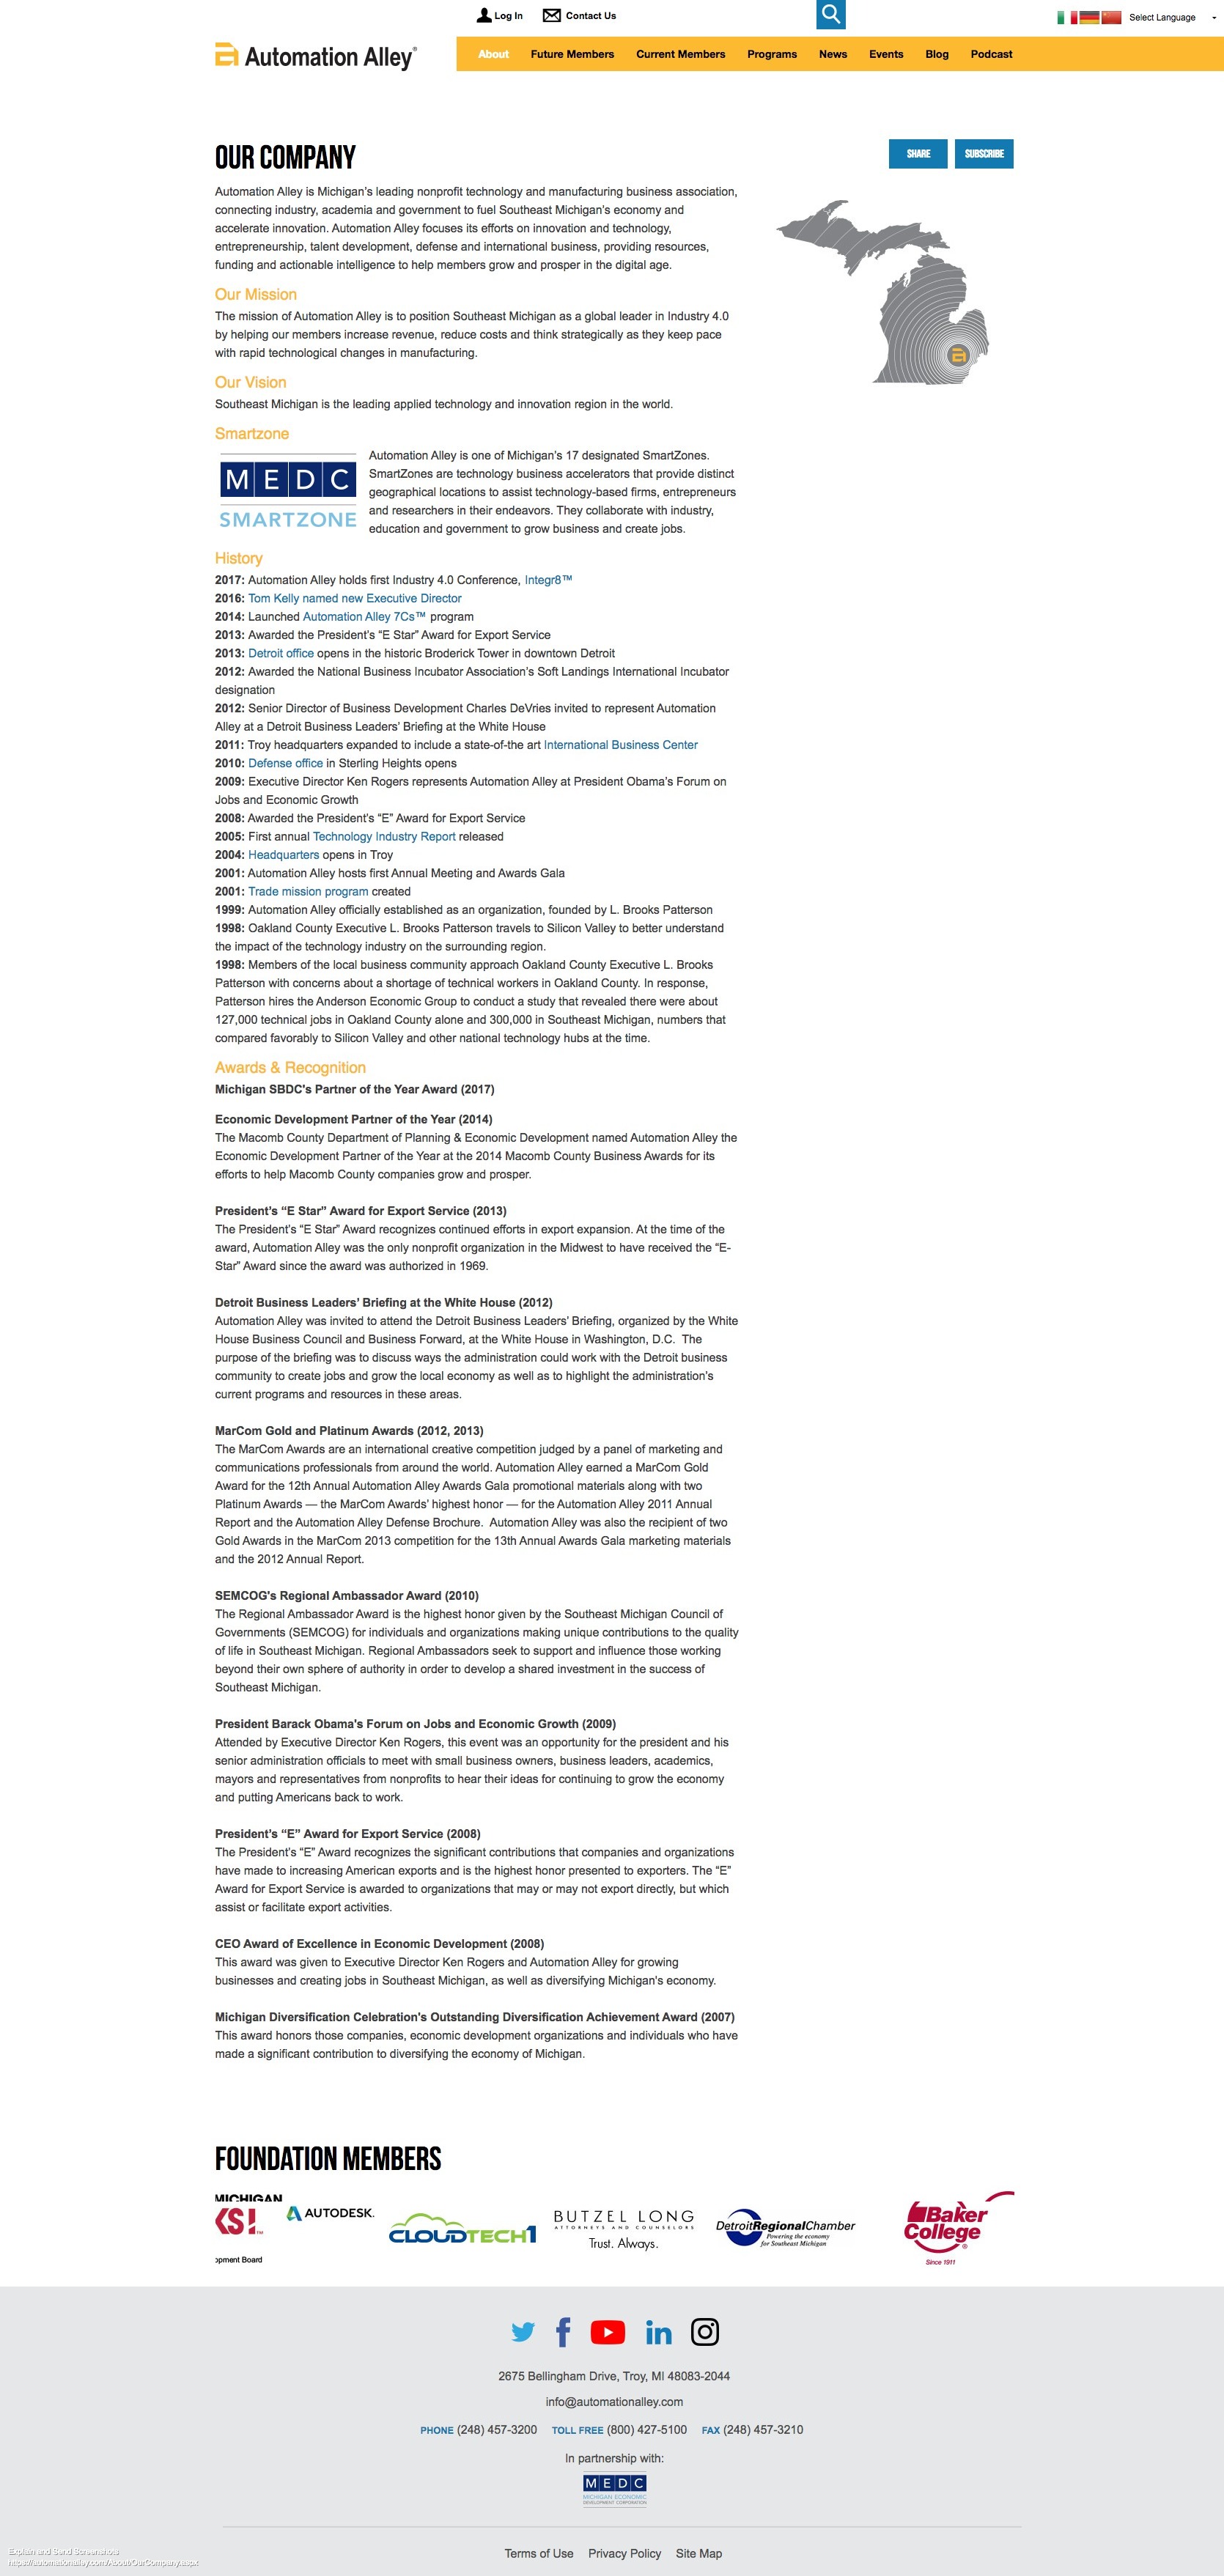 Log In
Contact Us
Select Language
Automation Alley®
About
Future Members
Current Members
Programs
News
Events
Blog
Podcast
OUR COMPANY
SHARE
SUBSCRIBE
Automation Alley is Michigan’s leading nonprofit technology and manufacturing business association,
connecting industry, academia and government to fuel Southeast Michigan’s economy and
accelerate innovation. Automation Alley focuses its efforts on innovation and technology,
entrepreneurship, talent development, defense and international business, providing resources,
funding and actionable intelligence to help members grow and prosper in the digital age.
Our Mission
The mission of Automation Alley is to position Southeast Michigan as a global leader in Industry 4.0
by helping our members increase revenue, reduce costs and think strategically as they keep pace
with rapid technological changes in manufacturing.
Our Vision
Southeast Michigan is the leading applied technology and innovation region in the world.
Smartzone
MEDC
SMARTZONE
Automation Alley is one of Michigan’s 17 designated SmartZones.
SmartZones are technology business accelerators that provide distinct
geographical locations to assist technology-based firms, entrepreneurs
and researchers in their endeavors. They collaborate with industry,
education and government to grow business and create jobs.
History
2017: Automation Alley holds first Industry 4.0 Conference, Integr8™
2016: Tom Kelly named new Executive Director
2014: Launched Automation Alley 7Cs™ program
2013: Awarded the President’s “E Star” Award for Export Service
2013: Detroit office opens in the historic Broderick Tower in downtown Detroit
2012: Awarded the National Business Incubator Association’s Soft Landings International Incubator
designation
2012: Senior Director of Business Development Charles DeVries invited to represent Automation
Alley at a Detroit Business Leaders’ Briefing at the White House
2011: Troy headquarters expanded to include a state-of-the art International Business Center
2010: Defense office in Sterling Heights opens
2009: Executive Director Ken Rogers represents Automation Alley at President Obama’s Forum on
Jobs and Economic Growth
2008: Awarded the President’s “E” Award for Export Service
2005: First annual Technology Industry Report released
2004: Headquarters opens in Troy
2001: Automation Alley hosts first Annual Meeting and Awards Gala
2001: Trade mission program created
1999: Automation Alley officially established as an organization, founded by L. Brooks Patterson
1998: Oakland County Executive L. Brooks Patterson travels to Silicon Valley to better understand
the impact of the technology industry on the surrounding region.
1998: Members of the local business community approach Oakland County Executive L. Brooks
Patterson with concerns about a shortage of technical workers in Oakland County. In response,
Patterson hires the Anderson Economic Group to conduct a study that revealed there were about
127,000 technical jobs in Oakland County alone and 300,000 in Southeast Michigan, numbers that
compared favorably to Silicon Valley and other national technology hubs at the time.
Awards & Recognition
Michigan SBDC's Partner of the Year Award (2017)
Economic Development Partner of the Year (2014)
The Macomb County Department of Planning & Economic Development named Automation Alley the
Economic Development Partner of the Year at the 2014 Macomb County Business Awards for its
efforts to help Macomb County companies grow and prosper.
President’s “E Star” Award for Export Service (2013)
The President’s “E Star” Award recognizes continued efforts in export expansion. At the time of the
award, Automation Alley was the only nonprofit organization in the Midwest to have received the “E-
Star” Award since the award was authorized in 1969.
Detroit Business Leaders’ Briefing at the White House (2012)
Automation Alley was invited to attend the Detroit Business Leaders’ Briefing, organized by the White
House Business Council and Business Forward, at the White House in Washington, D.C. The
purpose of the briefing was to discuss ways the administration could work with the Detroit business
community to create jobs and grow the local economy as well as to highlight the administration’s
current programs and resources in these areas.
MarCom Gold and Platinum Awards (2012, 2013)
The MarCom Awards are an international creative competition judged by a panel of marketing and
communications professionals from around the world. Automation Alley earned a MarCom Gold
Award for the 12th Annual Automation Alley Awards Gala promotional materials along with two
Platinum Awards — the MarCom Awards’ highest honor — for the Automation Alley 2011 Annual
Report and the Automation Alley Defense Brochure. Automation Alley was also the recipient of two
Gold Awards in the MarCom 2013 competition for the 13th Annual Awards Gala marketing materials
and the 2012 Annual Report.
SEMCOG's Regional Ambassador Award (2010)
The Regional Ambassador Award is the highest honor given by the Southeast Michigan Council of
Governments (SEMCOG) for individuals and organizations making unique contributions to the quality
of life in Southeast Michigan. Regional Ambassadors seek to support and influence those working
beyond their own sphere of authority in order to develop a shared investment in the success of
Southeast Michigan.
President Barack Obama's Forum on Jobs and Economic Growth (2009)
Attended by Executive Director Ken Rogers, this event was an opportunity for the president and his
senior administration officials to meet with small business owners, business leaders, academics,
mayors and representatives from nonprofits to hear their ideas for continuing to grow the economy
and putting Americans back to work.
President’s “E” Award for Export Service (2008)
The President’s “E” Award recognizes the significant contributions that companies and organizations
have made to increasing American exports and is the highest honor presented to exporters. The “E”
Award for Export Service is awarded to organizations that may or may not export directly, but which
assist or facilitate export activities.
CEO Award of Excellence in Economic Development (2008)
This award was given to Executive Director Ken Rogers and Automation Alley for growing
businesses and creating jobs in Southeast Michigan, as well as diversifying Michigan's economy.
Michigan Diversification Celebration's Outstanding Diversification Achievement Award (2007)
This award honors those companies, economic development organizations and individuals who have
made a significant contribution to diversifying the economy of Michigan.
FOUNDATION MEMBERS
MICHIGAN
KS!™
opment Board
AUTODESK.
CLOUDTECH1
BUTZEL LONG
ATTORNEYS AND COUNSELORS
Trust. Always.
DetroitRegionalChamber
Powering the economy
for Southeast Michigan
Baker
College®
Since 1911
2675 Bellingham Drive, Troy, MI 48083-2044
info@automationalley.com
PHONE (248) 457-3200 TOLL FREE (800) 427-5100 FAX (248) 457-3210
In partnership with:
MEDC
MICHIGAN ECONOMIC
DEVELOPMENT CORPORATION
Terms of Use
Privacy Policy
Site Map
Explain and Send Screenshots
https://automationalley.com/About/OurCompany.aspx